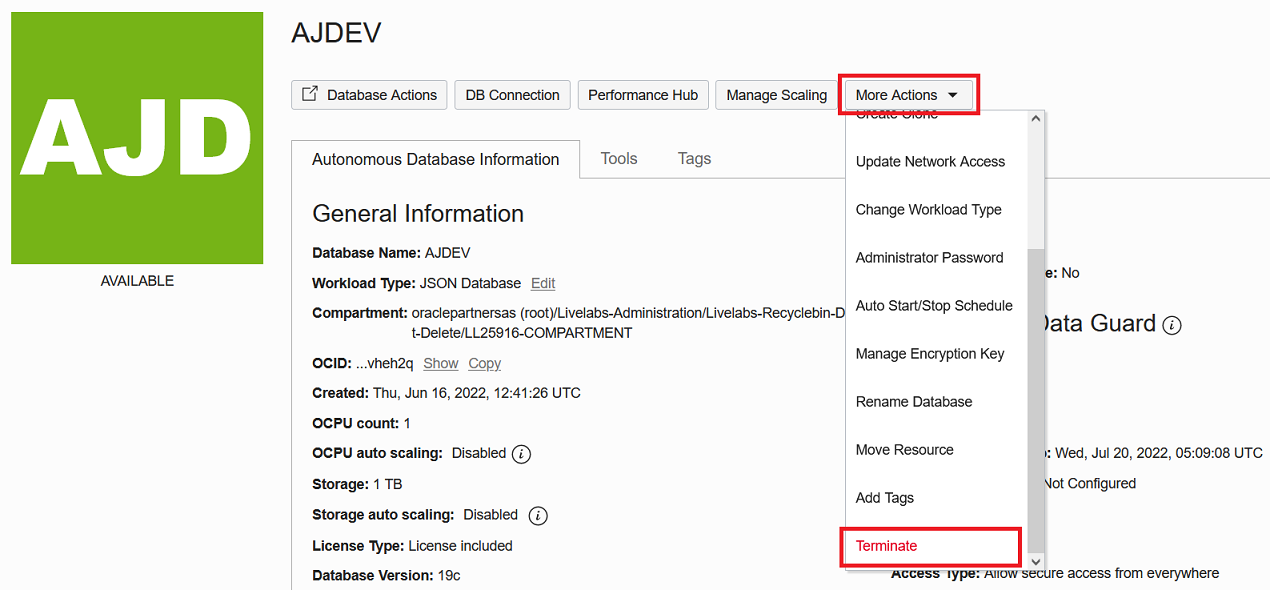 AJDEV
AJD
AVAILABLE
Database Actions DB Connection Performance Hub Manage Scaling More Actions
Create Clone
Update Network Access
Change Workload Type
Administrator Password
Auto Start/Stop Schedule
Manage Encryption Key
Rename Database
Move Resource
Add Tags
Terminate
Autonomous Database Information Tools Tags
General Information
Database Name: AJDEV
Workload Type: JSON Database Edit
Compartment: oraclepartnersas (root)/Livelabs-Administration/Livelabs-Recyclebin-D
t-Delete/LL25916-COMPARTMENT
OCID: ...vheh2q Show Copy
Created: Thu, Jun 16, 2022, 12:41:26 UTC
OCPU count: 1
OCPU auto scaling: Disabled i
Storage: 1 TB
Storage auto scaling: Disabled i
License Type: License included
Database Version: 19c
e: No
Data Guard i
: Wed, Jul 20, 2022, 05:09:08 UTC
Not Configured
Access Type: Allow secure access from everywhere